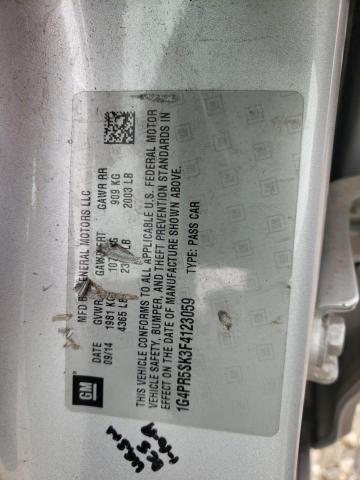 GM
MFD BY GENERAL MOTORS LLC
DATE GVWR GAWR FRT GAWR RR
09/14 1981 KG KG 909 KG
4365 LB LB 2003 LB
THIS VEHICLE CONFORMS TO ALL APPLICABLE U.S. FEDERAL MOTOR
VEHICLE SAFETY, BUMPER, AND THEFT PREVENTION STANDARDS IN
EFFECT ON THE DATE OF MANUFACTURE SHOWN ABOVE.
1G4PR5SK3F4123059 TYPE: PASS CAR